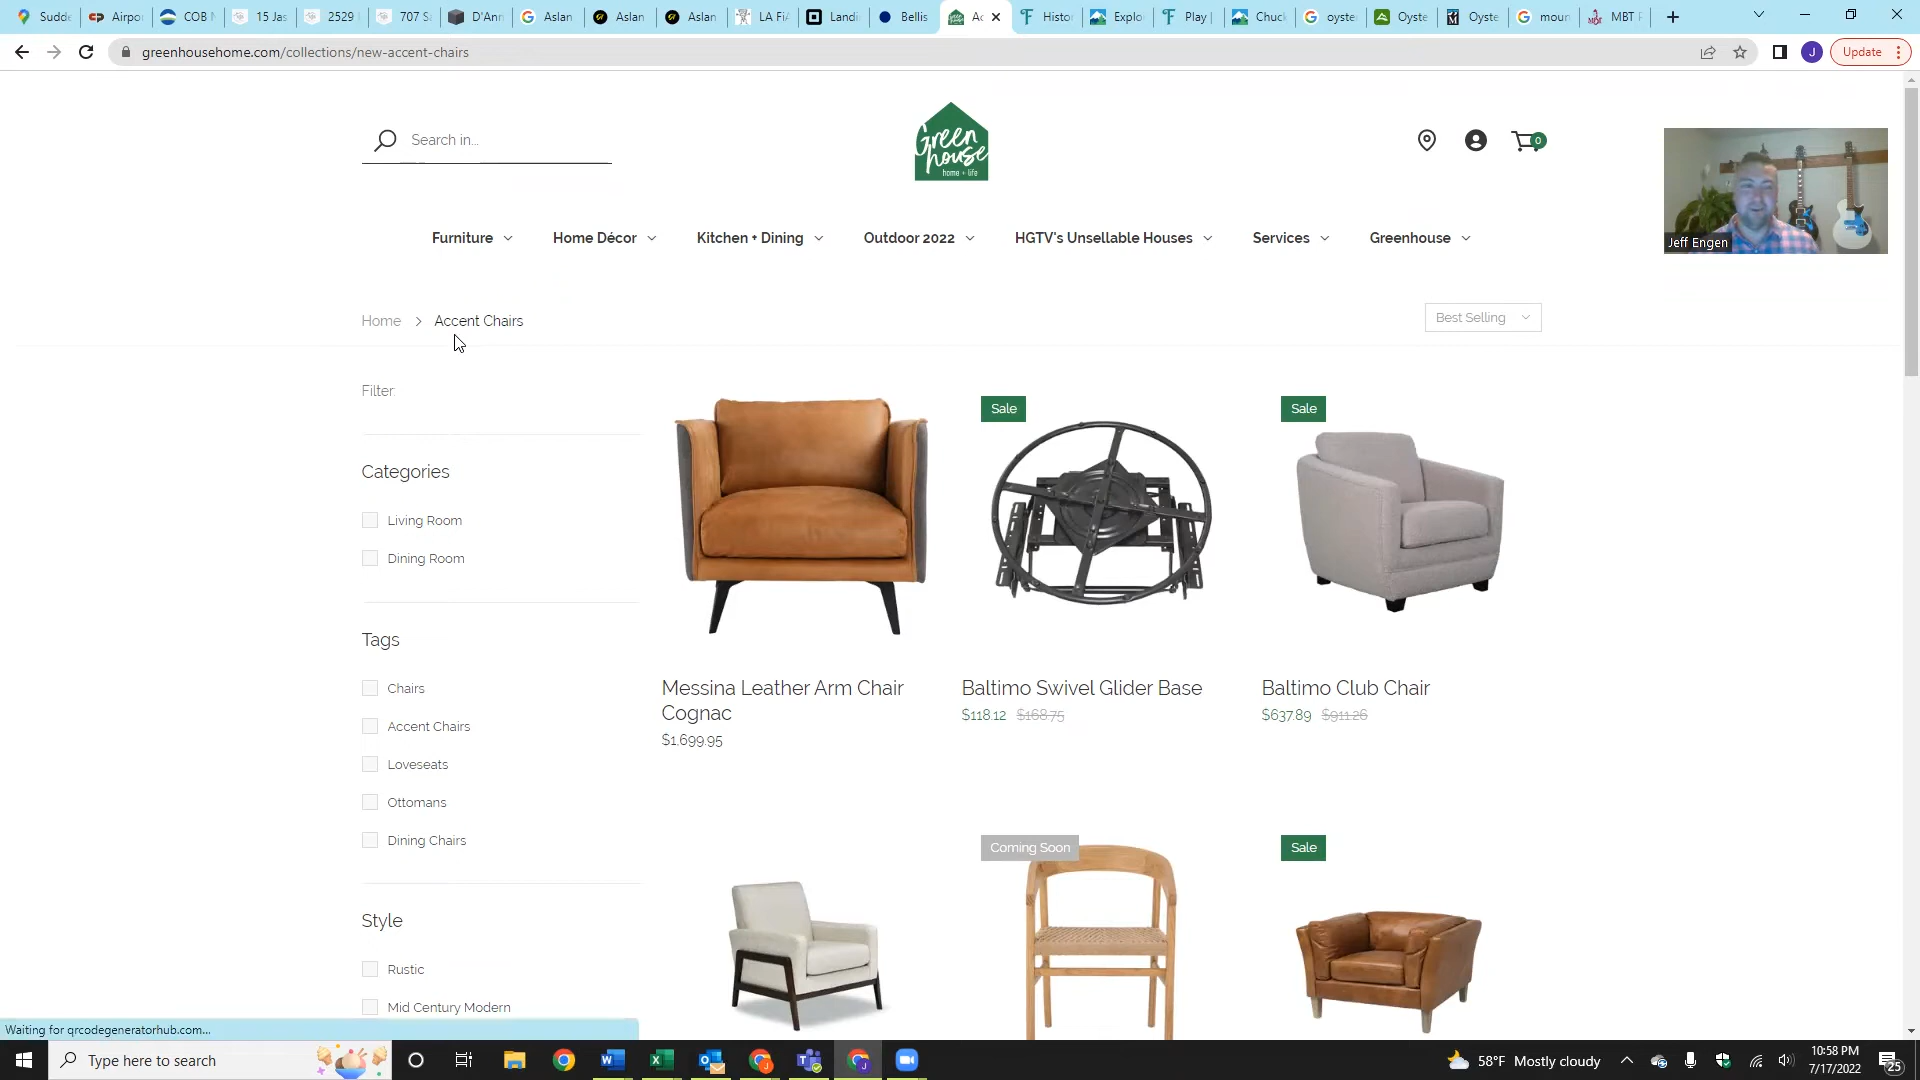 Sudde
Airpo
COB M
15 Jas
2529
707 S
D'Ann
Aslan
Aslan
Aslan
LA FiA
Landi
Bellis
Ac
Histo
Explo
Play |
Chuck
oyste
Oyste
Oyste
moun
MBT F
greenhousehome.com/collections/new-accent-chairs
J
Update
Search in...
Green
house
home + life
0
Jeff Engen
Furniture
Home Décor
Kitchen + Dining
Outdoor 2022
HGTV's Unsellable Houses
Services
Greenhouse
Home > Accent Chairs
Best Selling
Filter:
Categories
Living Room
Dining Room
Tags
Chairs
Accent Chairs
Loveseats
Ottomans
Dining Chairs
Style
Rustic
Mid Century Modern
Messina Leather Arm Chair
Cognac
$1,699.95
Sale
Baltimo Swivel Glider Base
$118.12 $168.75
Sale
Baltimo Club Chair
$637.89 $911.26
Coming Soon
Sale
Waiting for qrcodegeneratorhub.com...
Type here to search
58°F Mostly cloudy
10:58 PM
7/17/2022
25